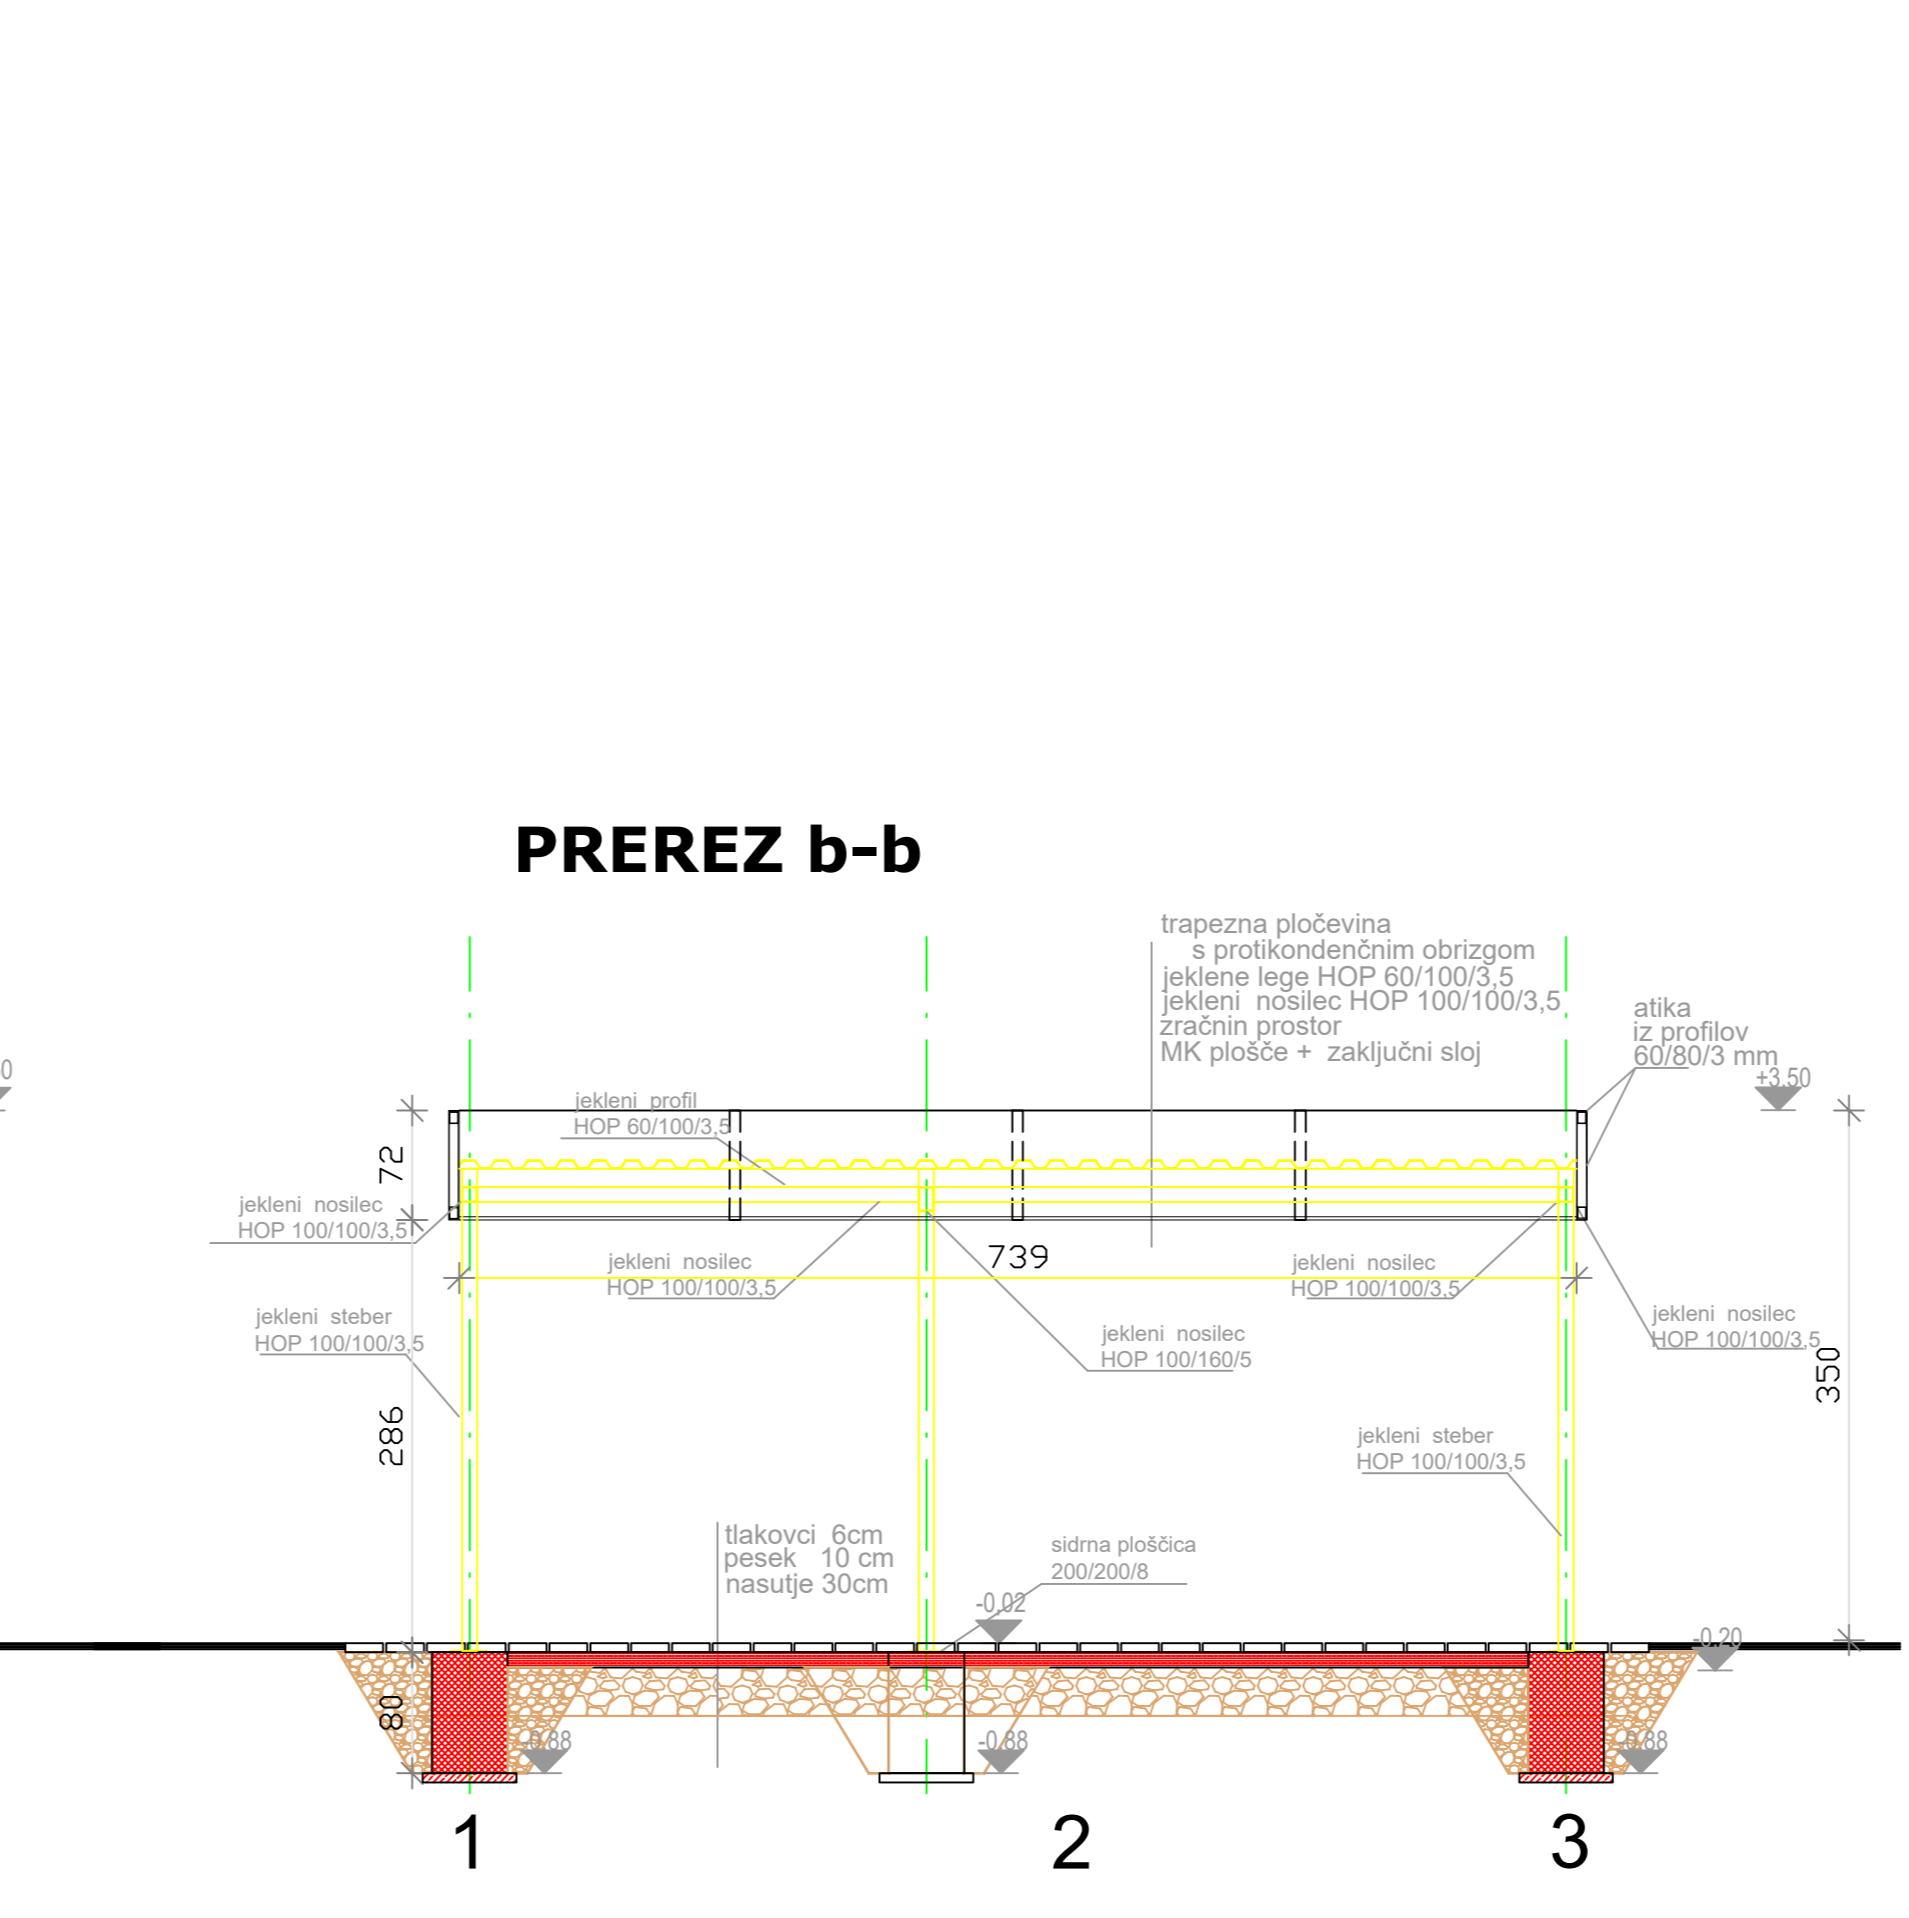 PREREZ b-b
trapezna pločevina
s protikondenčnim obrizgom
jeklene lege HOP 60/100/3,5
jekleni nosilec HOP 100/100/3,5
zračnin prostor
MK plošče + zaključni sloj
atika
iz profilov
60/80/3 mm
+3,50
0
jekleni profil
HOP 60/100/3,5
72
jekleni nosilec
HOP 100/100/3,5
739
jekleni nosilec
HOP 100/100/3,5
jekleni nosilec
HOP 100/100/3,5
jekleni steber
HOP 100/100/3,5
jekleni nosilec
HOP 100/160/5
jekleni nosilec
HOP 100/100/3,5
350
286
jekleni steber
HOP 100/100/3,5
tlakovci 6cm
pesek 10 cm
nasutje 30cm
sidrna ploščica
200/200/8
-0,02
-0,20
80
-0,88
-0,88
-0,88
1
2
3